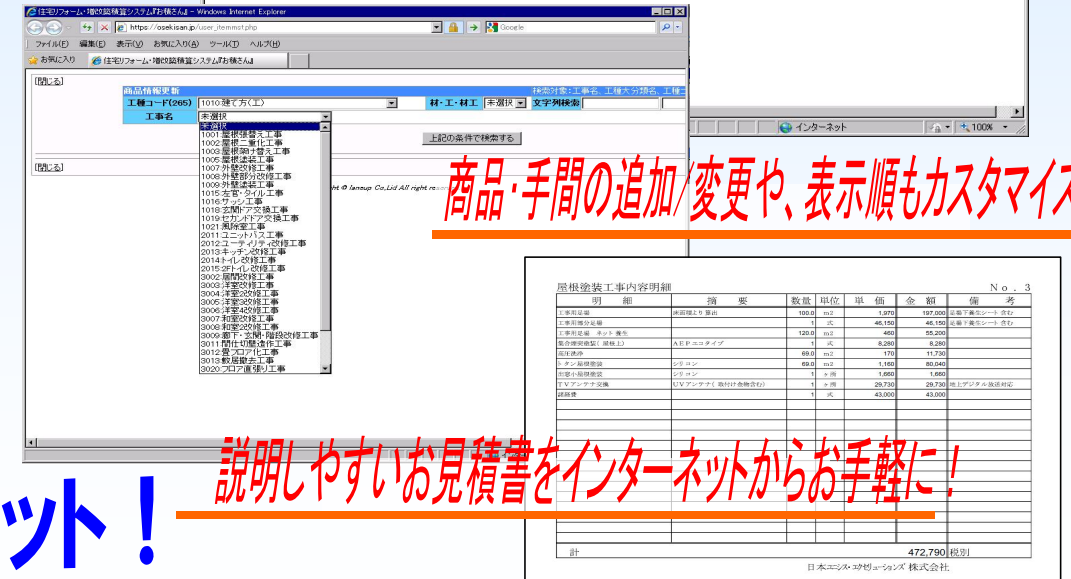 住宅リフォーム・増改築積算システム『お積さん』 - Windows Internet Explorer
https://osekisan.jp/user_itemmst.php
Google
ファイル(F) 編集(E) 表示(V) お気に入り(A) ツール(T) ヘルプ(H)
お気に入り 住宅リフォーム・増改築積算システム『お積さん』
[閉じる]
商品情報更新
検索対象:工事名、工種大分類名、工種コ
工種コード(265) 1010:建て方(工) 材・工・材工 未選択 文字列検索
工事名 未選択
未選択
1001:屋根張替え工事
1002:屋根二重化工事
1003:屋根葺け替え工事
1005:屋根塗装工事
1007:外壁改修工事
1008:外壁部分改修工事
1009:外壁塗装工事
1015:左官・タイル工事
1016:サッシ工事
1018:玄関ドア交換工事
1019:セカンドドア交換工事
1021:風除室工事
2011:ユニットバス工事
2012:ユーティリティ改修工事
2013:キッチン改修工事
2014:トイレ改修工事
2015:2Fトイレ改修工事
3002:居間改修工事
3003:洋室改修工事
3004:洋室2改修工事
3005:洋室3改修工事
3006:洋室4改修工事
3007:和室改修工事
3008:和室2改修工事
3009:廊下・玄関・階段改修工事
3011:間仕切壁造作工事
3012:畳フロア化工事
3013:敷居撤去工事
3020:フロア直張り工事
上記の条件で検索する
[閉じる]
インターネット
100%
商品・手間の追加/変更や、表示順もカスタマイズ
屋根塗装工事内容明細 No. 3
明 細 摘 要 数量 単位 単 価 金 額 備 考
工事用足場 床面積より算出 100.0 m2 1,970 197,000 足場下養生シート含む
工事用部分足場 1 式 46,150 46,150 足場下養生シート含む
工事用足場 ネット養生 120.0 m2 460 55,200
集合煙突塗装(屋根上) AEPエコタイプ 1 式 8,280 8,280
高圧洗浄 69.0 m2 170 11,730
トタン屋根塗装 シリコン 69.0 m2 1,160 80,040
出窓小屋根塗装 シリコン 1 ヶ所 1,660 1,660
TVアンテナ交換 UVアンテナ(取付け金物含む) 1 ヶ所 29,730 29,730 地上デジタル放送対応
諸経費 1 式 43,000 43,000
計 472,790 税別
説明しやすいお見積書をインターネットからお手軽に！
ット！